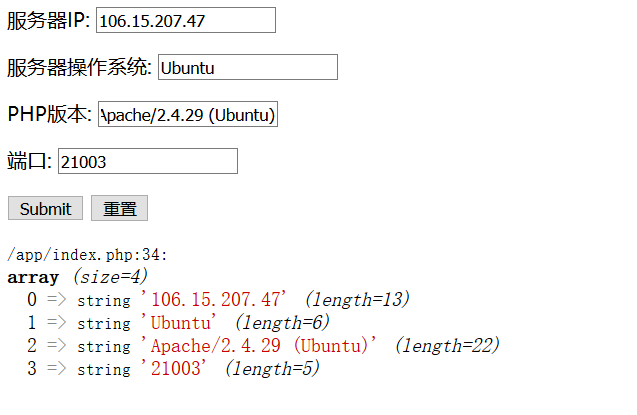 服务器IP: 106.15.207.47
服务器操作系统: Ubuntu
PHP版本: Apache/2.4.29 (Ubuntu)
端口: 21003
Submit 重置
/app/index.php:34:
array (size=4)
0 => string '106.15.207.47' (length=13)
1 => string 'Ubuntu' (length=6)
2 => string 'Apache/2.4.29 (Ubuntu)' (length=22)
3 => string '21003' (length=5)